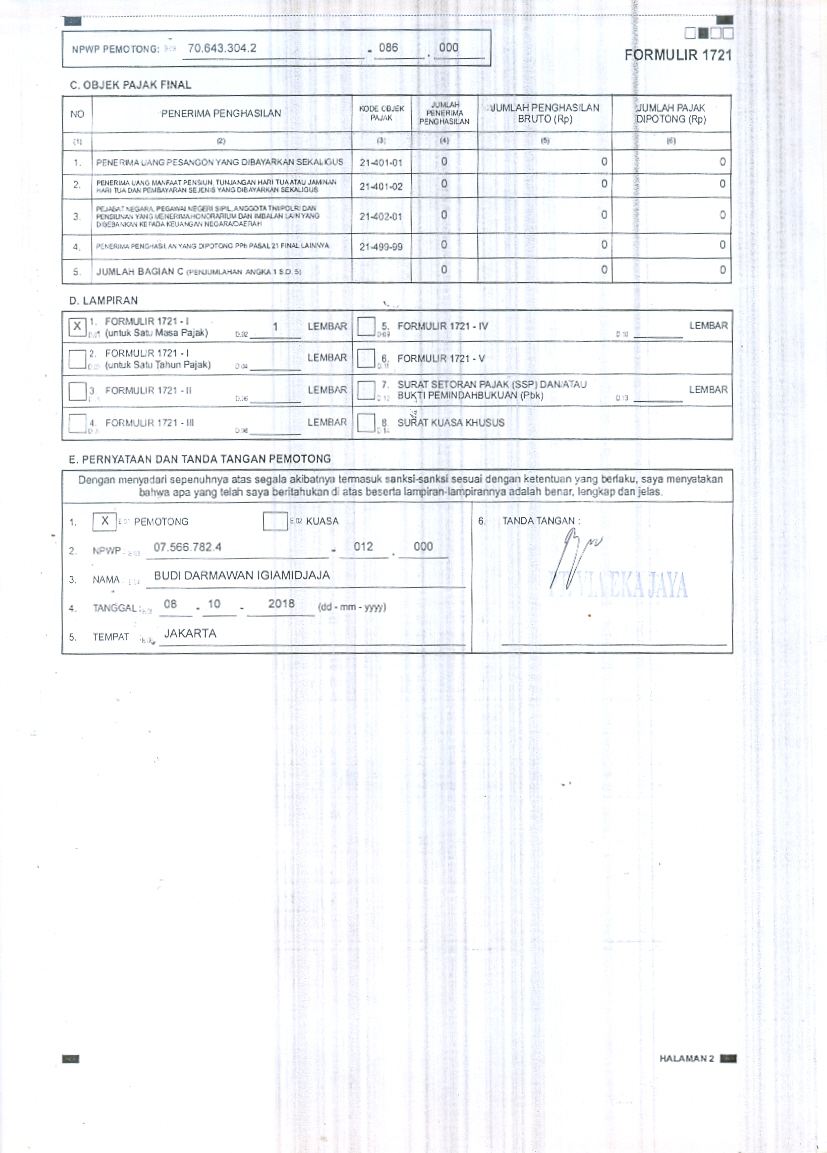 NPWP PEMOTONG: 70.643.304.2 - 086 . 000
FORMULIR 1721
C. OBJEK PAJAK FINAL
NO PENERIMA PENGHASILAN KODE OBJEK PAJAK JUMLAH PENERIMA PENGHASILAN JUMLAH PENGHASILAN BRUTO (Rp) JUMLAH PAJAK DIPOTONG (Rp)
(1) (2) (3) (4) (5) (6)
1. PENERIMA UANG PESANGON YANG DIBAYARKAN SEKALIGUS 21-401-01 0 0 0
2. PENERIMA UANG MANFAAT PENSIUN, TUNJANGAN HARI TUA ATAU JAMINAN HARI TUA DAN PEMBAYARAN SEJENIS YANG DIBAYARKAN SEKALIGUS 21-401-02 0 0 0
3. PEJABAT NEGARA, PEGAWAI NEGERI SIPIL, ANGGOTA TNI/POLRI DAN PENSIUNAN YANG MENERIMA HONORARIUM DAN IMBALAN LAIN YANG DIBEBANKAN KEPADA KEUANGAN NEGARA/DAERAH 21-402-01 0 0 0
4. PENERIMA PENGHASILAN YANG DIPOTONG PPh PASAL 21 FINAL LAINNYA 21-499-99 0 0 0
5. JUMLAH BAGIAN C (PENJUMLAHAN ANGKA 1 S.D. 5) 0 0 0
D. LAMPIRAN
X 1. FORMULIR 1721 - I
(untuk Satu Masa Pajak) D.02 1 LEMBAR
5. FORMULIR 1721 - IV D.10 LEMBAR
2. FORMULIR 1721 - I
(untuk Satu Tahun Pajak) D.04 LEMBAR
6. FORMULIR 1721 - V
3. FORMULIR 1721 - II D.06 LEMBAR
7. SURAT SETORAN PAJAK (SSP) DAN/ATAU
BUKTI PEMINDAHBUKUAN (Pbk) D.13 LEMBAR
4. FORMULIR 1721 - III D.08 LEMBAR
8. SURAT KUASA KHUSUS
E. PERNYATAAN DAN TANDA TANGAN PEMOTONG
Dengan menyadari sepenuhnya atas segala akibatnya termasuk sanksi-sanksi sesuai dengan ketentuan yang berlaku, saya menyatakan
bahwa apa yang telah saya beritahukan di atas beserta lampiran-lampirannya adalah benar, lengkap dan jelas.
1. X PEMOTONG E.02 KUASA
2. NPWP : 07.566.782.4 - 012 . 000
3. NAMA BUDI DARMAWAN IGIAMIDJAJA
4. TANGGAL : 08 - 10 - 2018 (dd - mm - yyyy)
5. TEMPAT JAKARTA
6. TANDA TANGAN :
EKA JAYA
HALAMAN 2